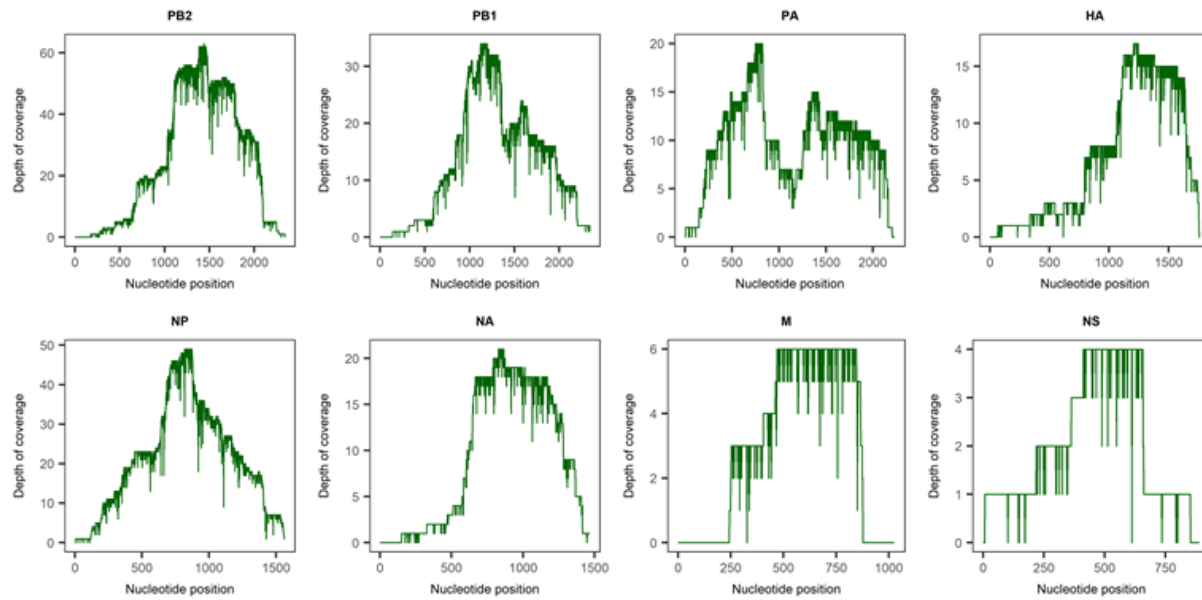 PB2
PB1
PA
HA
60
40
20
0
Depth of coverage
0 500 1000 1500 2000
Nucleotide position
30
20
10
0
Depth of coverage
0 500 1000 1500 2000
Nucleotide position
20
15
10
5
0
Depth of coverage
0 500 1000 1500 2000
Nucleotide position
15
10
5
0
Depth of coverage
0 500 1000 1500
Nucleotide position
NP
NA
M
NS
50
40
30
20
10
0
Depth of coverage
0 500 1000 1500
Nucleotide position
20
15
10
5
0
Depth of coverage
0 500 1000 1500
Nucleotide position
6
4
2
0
Depth of coverage
0 250 500 750 1000
Nucleotide position
4
3
2
1
0
Depth of coverage
250 500 750
Nucleotide position